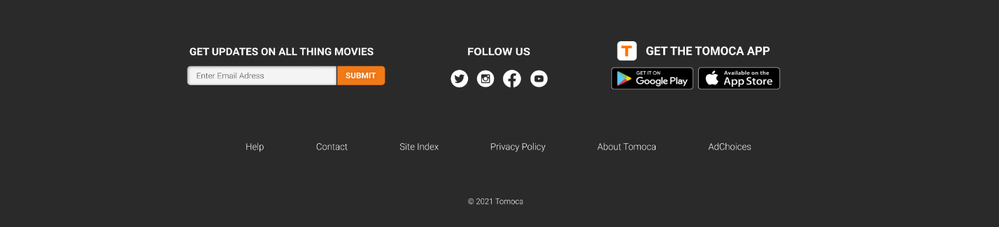 GET UPDATES ON ALL THING MOVIES
Enter Email Adress
SUBMIT
FOLLOW US
T
GET THE TOMOCA APP
GET IT ON
Google Play
Available on the
App Store
Help
Contact
Site Index
Privacy Policy
About Tomoca
AdChoices
© 2021 Tomoca